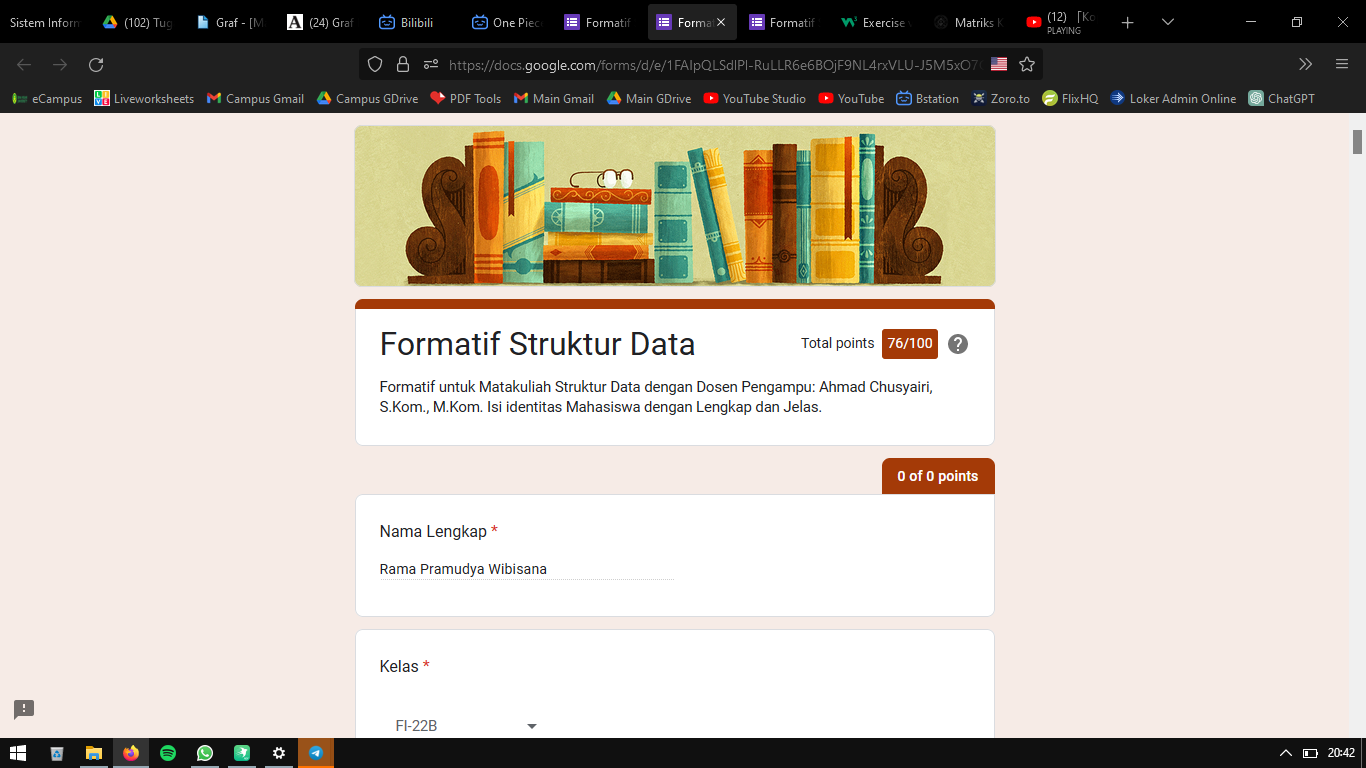 Sistem Inform
(102) Tug
Graf - [M
(24) Graf
Bilibili
One Piece
Formatif
Format
Formatif
Exercise
Matriks K
(12)
PLAYING
https://docs.google.com/forms/d/e/1FAIpQLSdlPI-RuLLR6e6BOjF9NL4rxVLU-J5M5xO7
eCampus
Liveworksheets
Campus Gmail
Campus GDrive
PDF Tools
Main Gmail
Main GDrive
YouTube Studio
YouTube
Bstation
Zoro.to
FlixHQ
Loker Admin Online
ChatGPT
Formatif Struktur Data
Total points 76/100
Formatif untuk Matakuliah Struktur Data dengan Dosen Pengampu: Ahmad Chusyairi,
S.Kom., M.Kom. Isi identitas Mahasiswa dengan Lengkap dan Jelas.
0 of 0 points
Nama Lengkap *
Rama Pramudya Wibisana
Kelas *
FI-22B
20:42